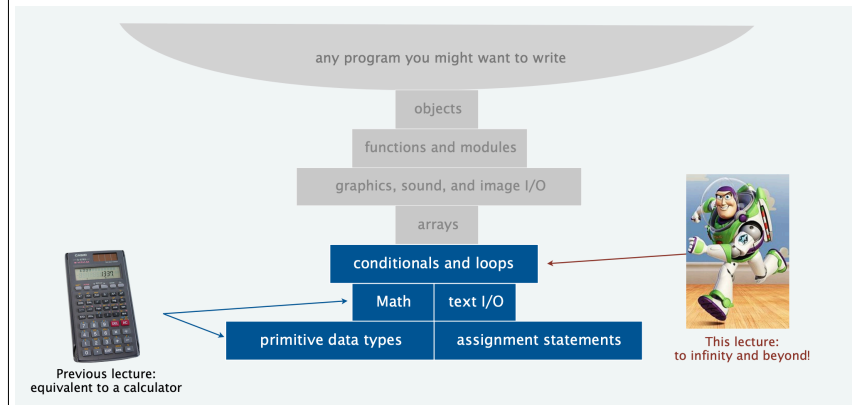 any program you might want to write
objects
functions and modules
graphics, sound, and image I/O
arrays
conditionals and loops
Math
text I/O
primitive data types
assignment statements
Previous lecture:
equivalent to a calculator
This lecture:
to infinity and beyond!